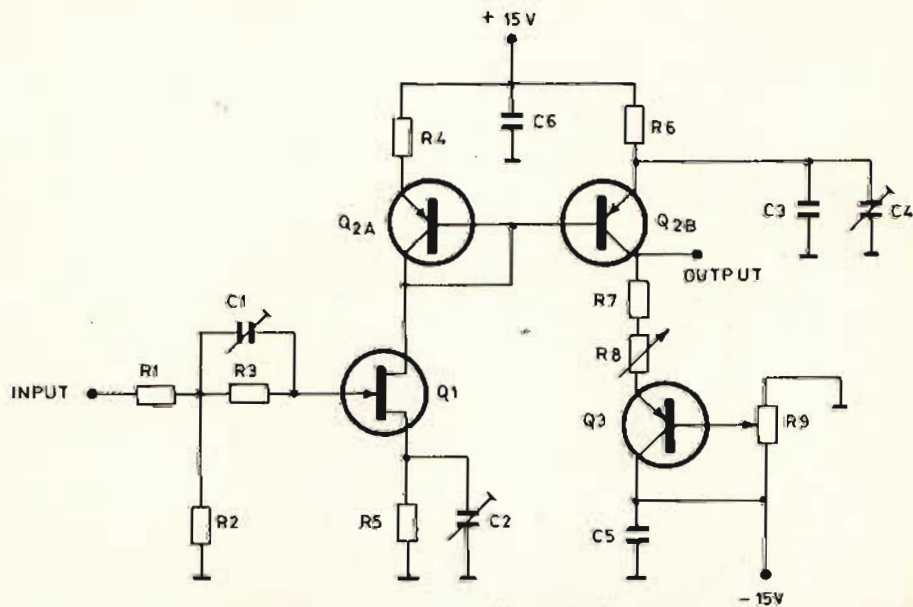 + 15 V
R4
C6
R6
Q2A
Q2B
C3
C4
OUTPUT
C1
R7
R1
R3
R8
INPUT
Q1
Q3
R9
R2
R5
C2
C5
- 15V